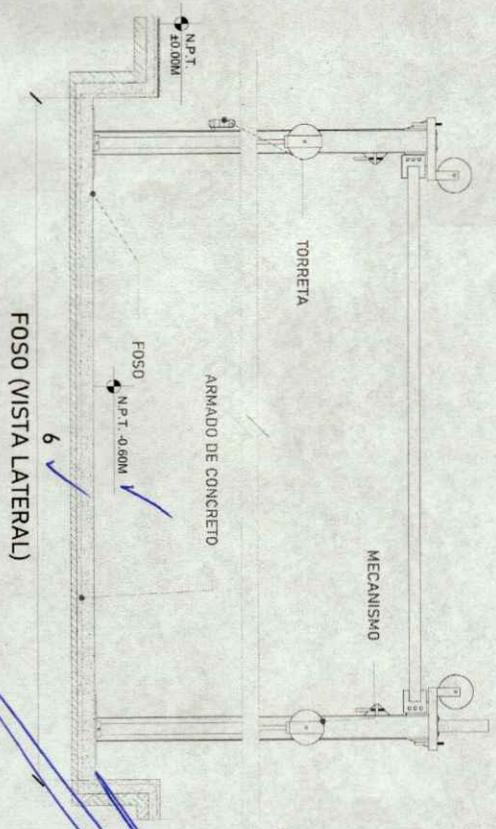 MECANISMO
TORRETA
ARMADO DE CONCRETO
N.P.T.
±0.00M
FOSO
N.P.T. -0.60M
6
FOSO (VISTA LATERAL)